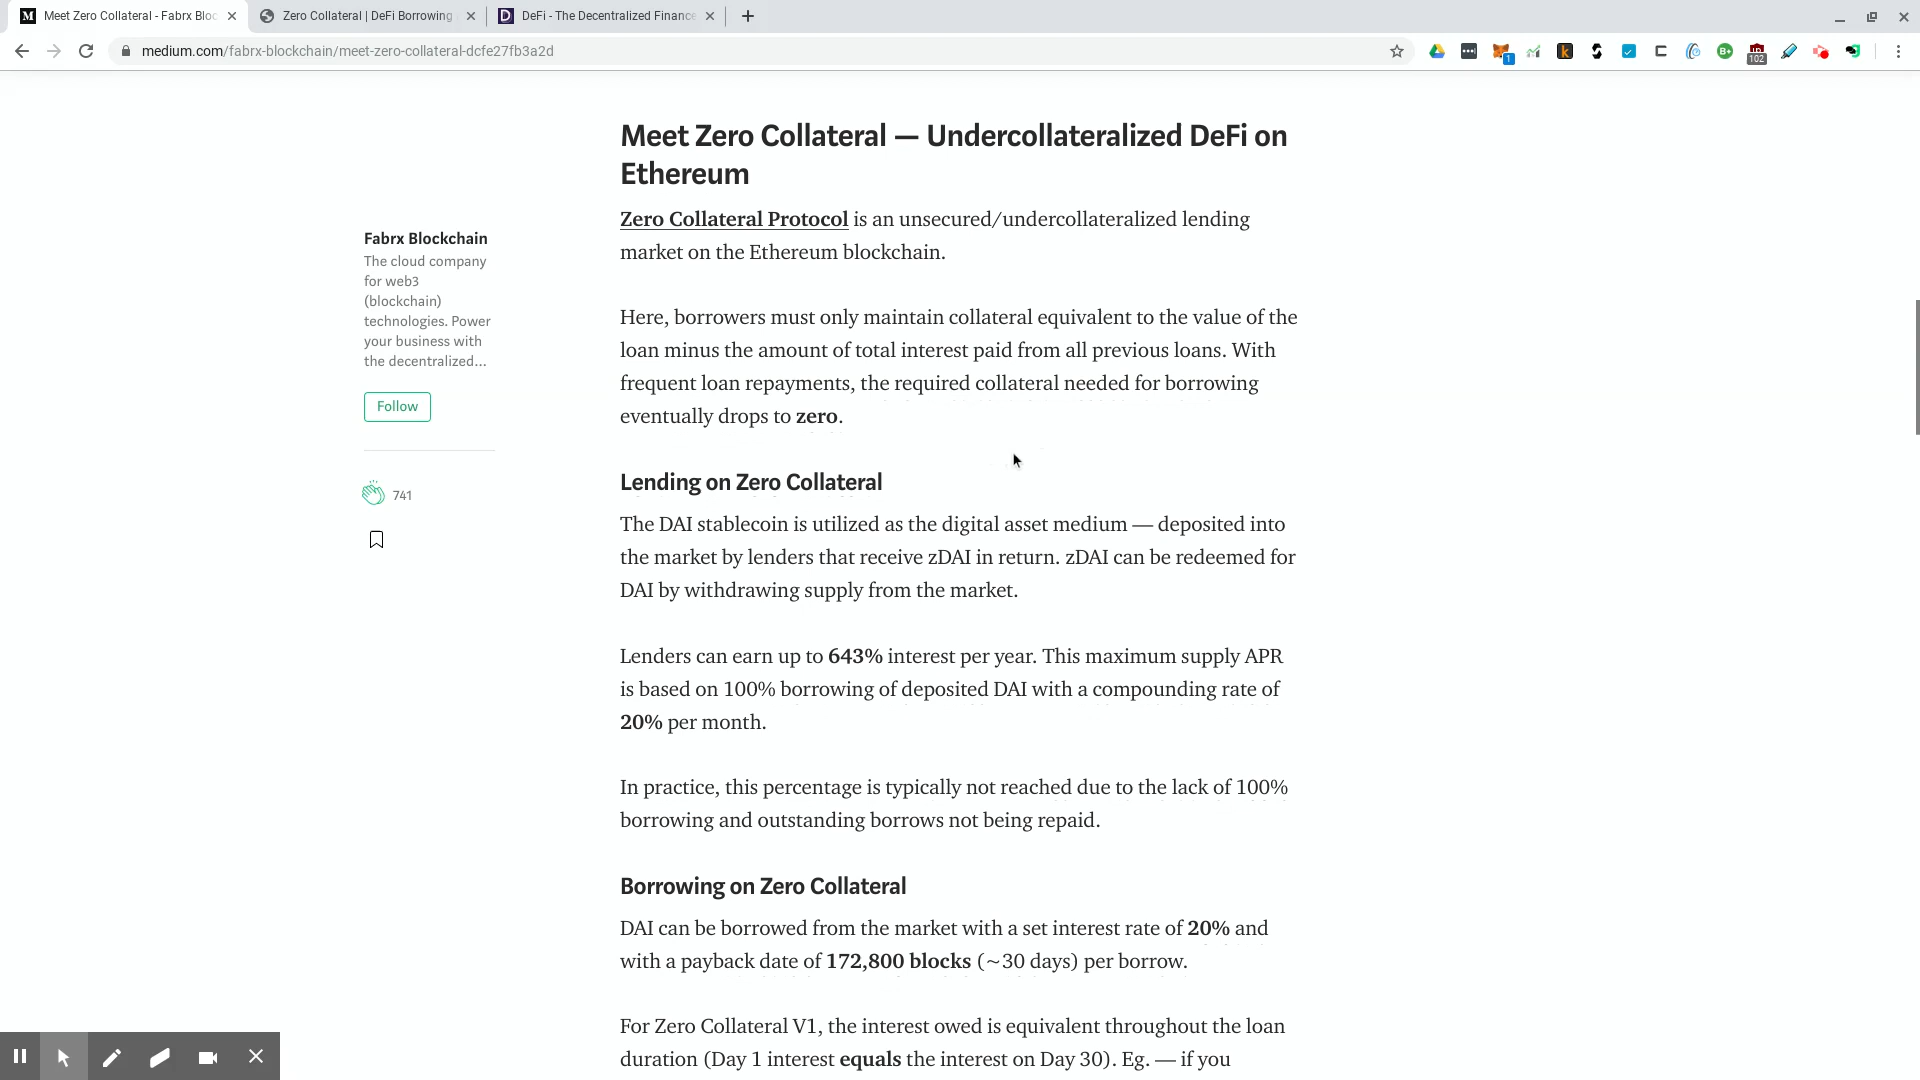 Meet Zero Collateral - Fabrx Bloc
Zero Collateral | DeFi Borrowing
DeFi - The Decentralized Finance
medium.com/fabrx-blockchain/meet-zero-collateral-dcfe27fb3a2d
1
102
Meet Zero Collateral — Undercollateralized DeFi on
Ethereum
Zero Collateral Protocol is an unsecured/undercollateralized lending
market on the Ethereum blockchain.
Fabrx Blockchain
The cloud company
for web3
(blockchain)
technologies. Power
your business with
the decentralized...
Follow
741
Here, borrowers must only maintain collateral equivalent to the value of the
loan minus the amount of total interest paid from all previous loans. With
frequent loan repayments, the required collateral needed for borrowing
eventually drops to zero.
Lending on Zero Collateral
The DAI stablecoin is utilized as the digital asset medium — deposited into
the market by lenders that receive zDAI in return. zDAI can be redeemed for
DAI by withdrawing supply from the market.
Lenders can earn up to 643% interest per year. This maximum supply APR
is based on 100% borrowing of deposited DAI with a compounding rate of
20% per month.
In practice, this percentage is typically not reached due to the lack of 100%
borrowing and outstanding borrows not being repaid.
Borrowing on Zero Collateral
DAI can be borrowed from the market with a set interest rate of 20% and
with a payback date of 172,800 blocks (~30 days) per borrow.
For Zero Collateral V1, the interest owed is equivalent throughout the loan
duration (Day 1 interest equals the interest on Day 30). Eg. — if you